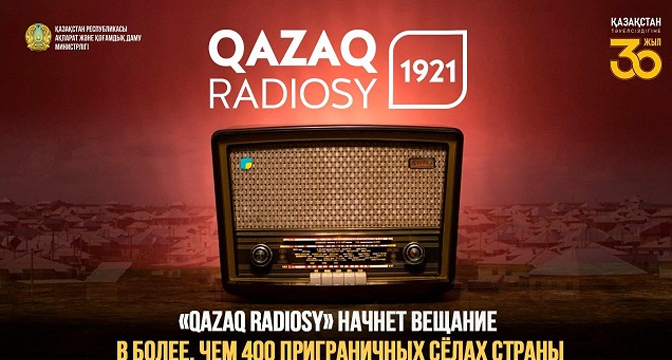 ҚАЗАҚСТАН РЕСПУБЛИКАСЫ
АҚПАРАТ ЖӘНЕ ҚОҒАМДЫҚ ДАМУ
МИНИСТРЛІГІ
QAZAQ
RADIOSY
1921
ҚАЗАҚСТАН
ТӘУЕЛСІЗДІГІНЕ
30 ЖЫЛ
«QAZAQ RADIOSY» НАЧНЕТ ВЕЩАНИЕ
В БОЛЕЕ, ЧЕМ 400 ПРИГРАНИЧНЫХ СЁЛАХ СТРАНЫ